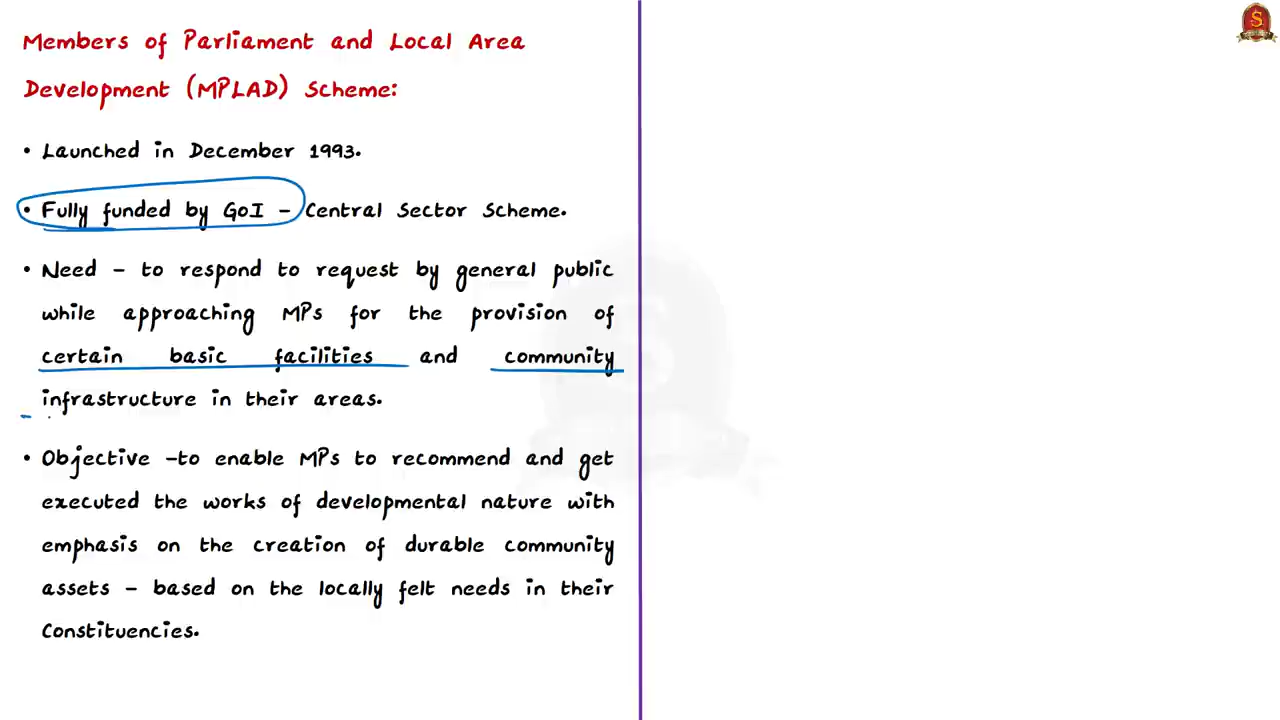 Members of Parliament and Local Area
Development (MPLAD) Scheme:
• Launched in December 1993.
• Fully funded by GoI – Central Sector Scheme.
• Need – to respond to request by general public
while approaching MPs for the provision of
certain basic facilities and community
infrastructure in their areas.
• Objective –to enable MPs to recommend and get
executed the works of developmental nature with
emphasis on the creation of durable community
assets – based on the locally felt needs in their
Constituencies.